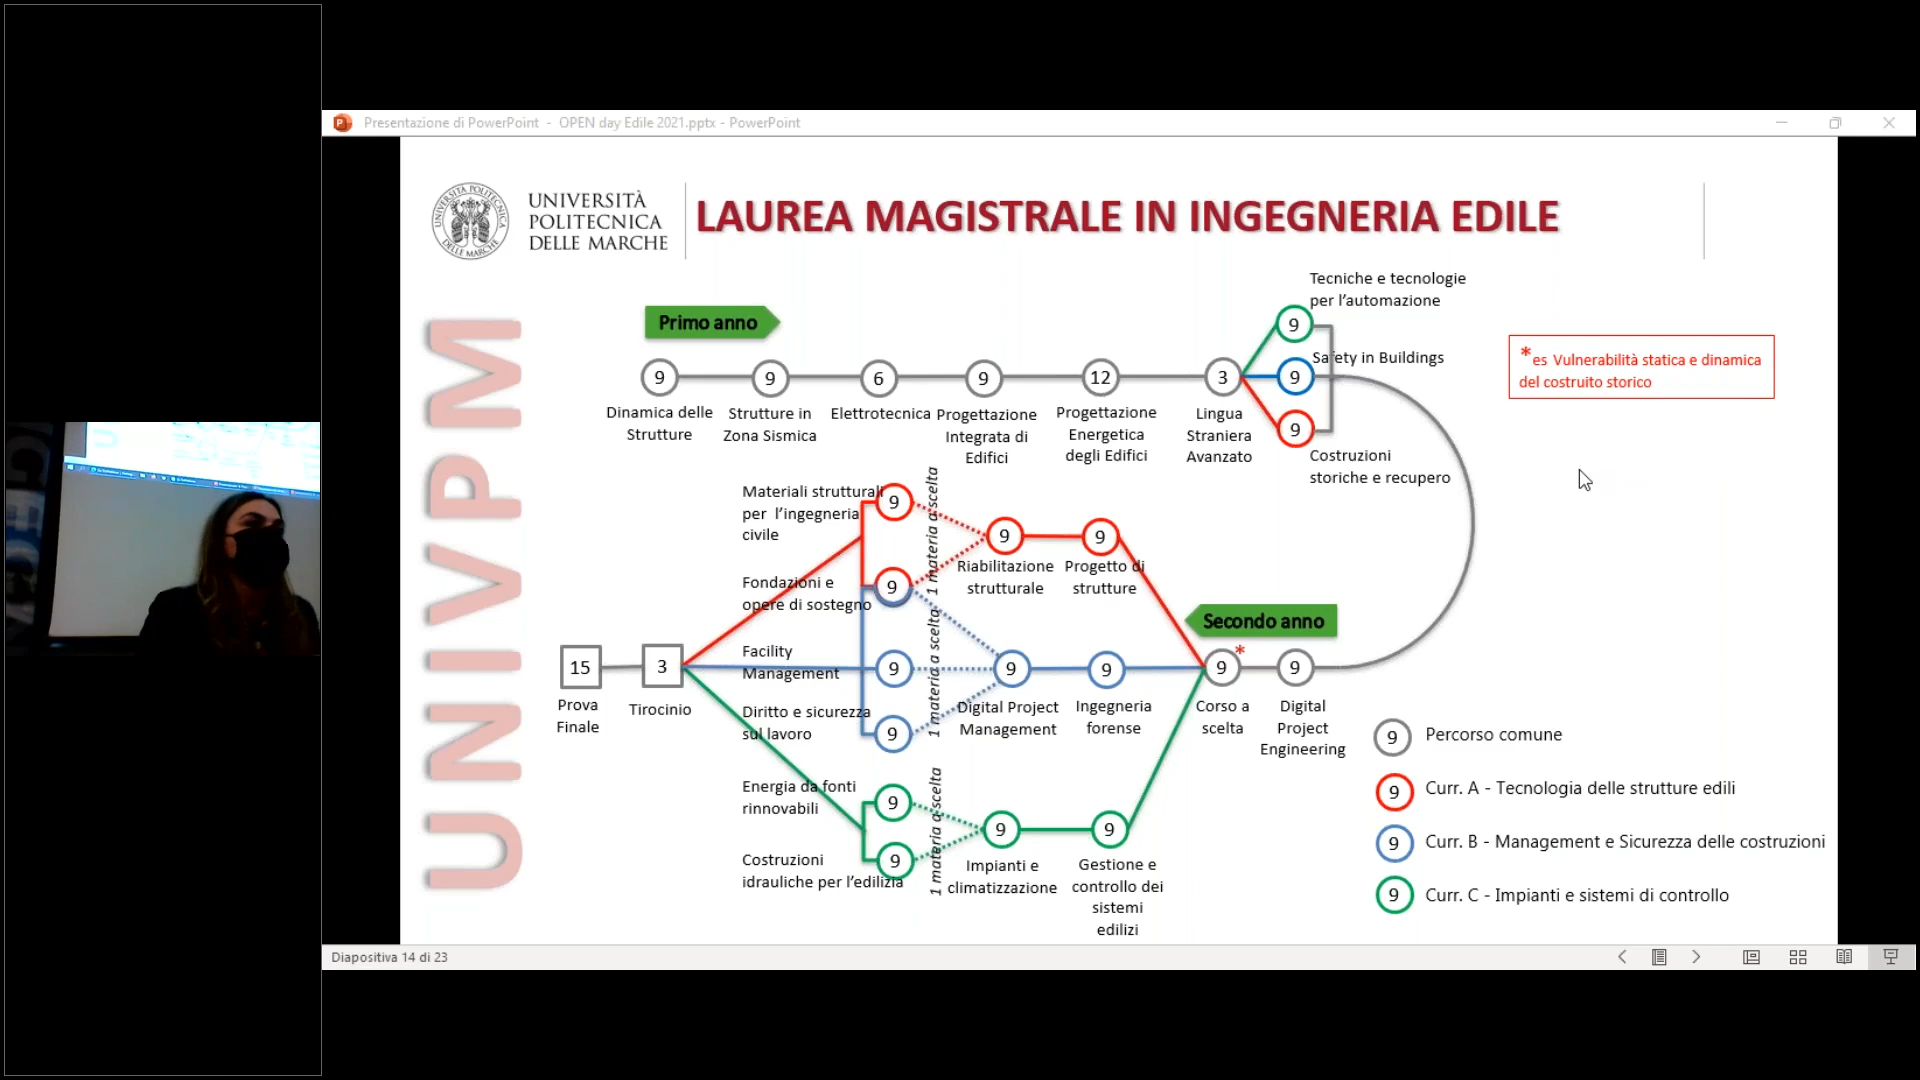 Presentazione di PowerPoint - OPEN day Edile 2021.pptx - PowerPoint
UNIVERSITÀ
POLITECNICA
DELLE MARCHE
LAUREA MAGISTRALE IN INGEGNERIA EDILE
UNIVPM
Primo anno
9
Dinamica delle
Strutture
9
Strutture in
Zona Sismica
6
Elettrotecnica
9
Progettazione
Integrata di
Edifici
12
Progettazione
Energetica
degli Edifici
3
Lingua
Straniera
Avanzato
Tecniche e tecnologie
per l'automazione
9
Safety in Buildings
9
9
Costruzioni
storiche e recupero
*es Vulnerabilità statica e dinamica
del costruito storico
Secondo anno
9
Digital
Project
Engineering
9 *
Corso a
scelta
Materiali strutturali
per l'ingegneria
civile
9
Fondazioni e
opere di sostegno
9
1 materia a scelta
9
Riabilitazione
strutturale
9
Progetto di
strutture
Facility
Management
9
Diritto e sicurezza
sul lavoro
9
1 materia a scelta
9
Digital Project
Management
9
Ingegneria
forense
Energia da fonti
rinnovabili
9
Costruzioni
idrauliche per l'edilizia
9
1 materia a scelta
9
Impianti e
climatizzazione
9
Gestione e
controllo dei
sistemi
edilizi
3
Tirocinio
15
Prova
Finale
9 Percorso comune
9 Curr. A - Tecnologia delle strutture edili
9 Curr. B - Management e Sicurezza delle costruzioni
9 Curr. C - Impianti e sistemi di controllo
Diapositiva 14 di 23